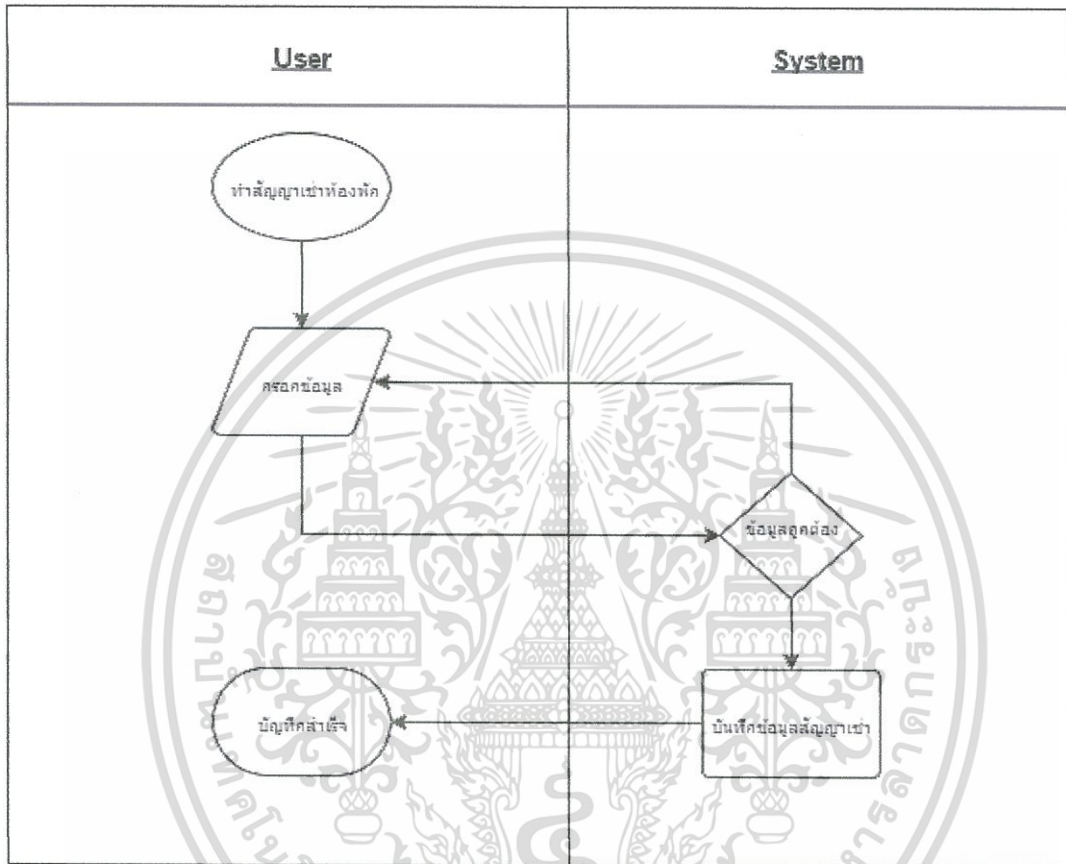 User
System
ทำสัญญาเช่าห้องพัก
กรอกข้อมูล
ข้อมูลถูกต้อง
บันทึกข้อมูลสัญญาเช่า
บัญทึกสำเร็จ